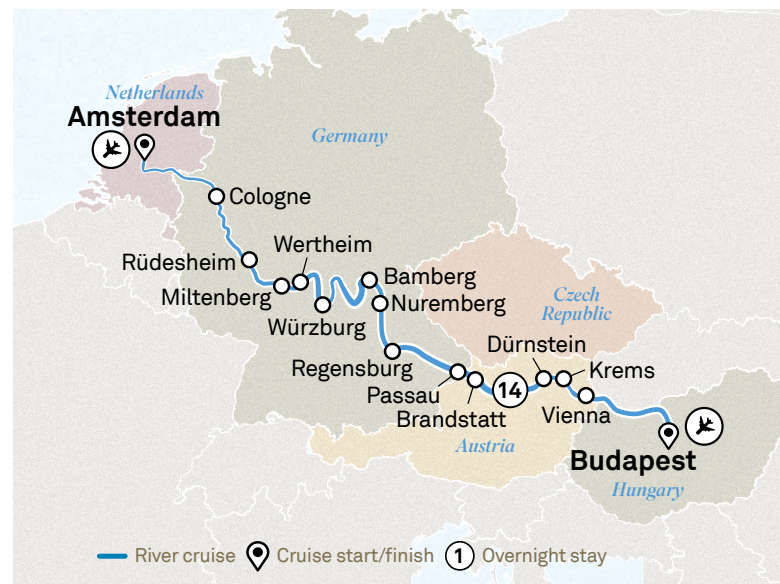 Netherlands
Amsterdam
Germany
Cologne
Wertheim
Rüdesheim
Bamberg
Miltenberg
Nuremberg
Czech
Republic
Würzburg
Dürnstein
Regensburg
Krems
Passau
14
Brandstatt
Vienna
Austria
Budapest
Hungary
River cruise
Cruise start/finish
1
Overnight stay